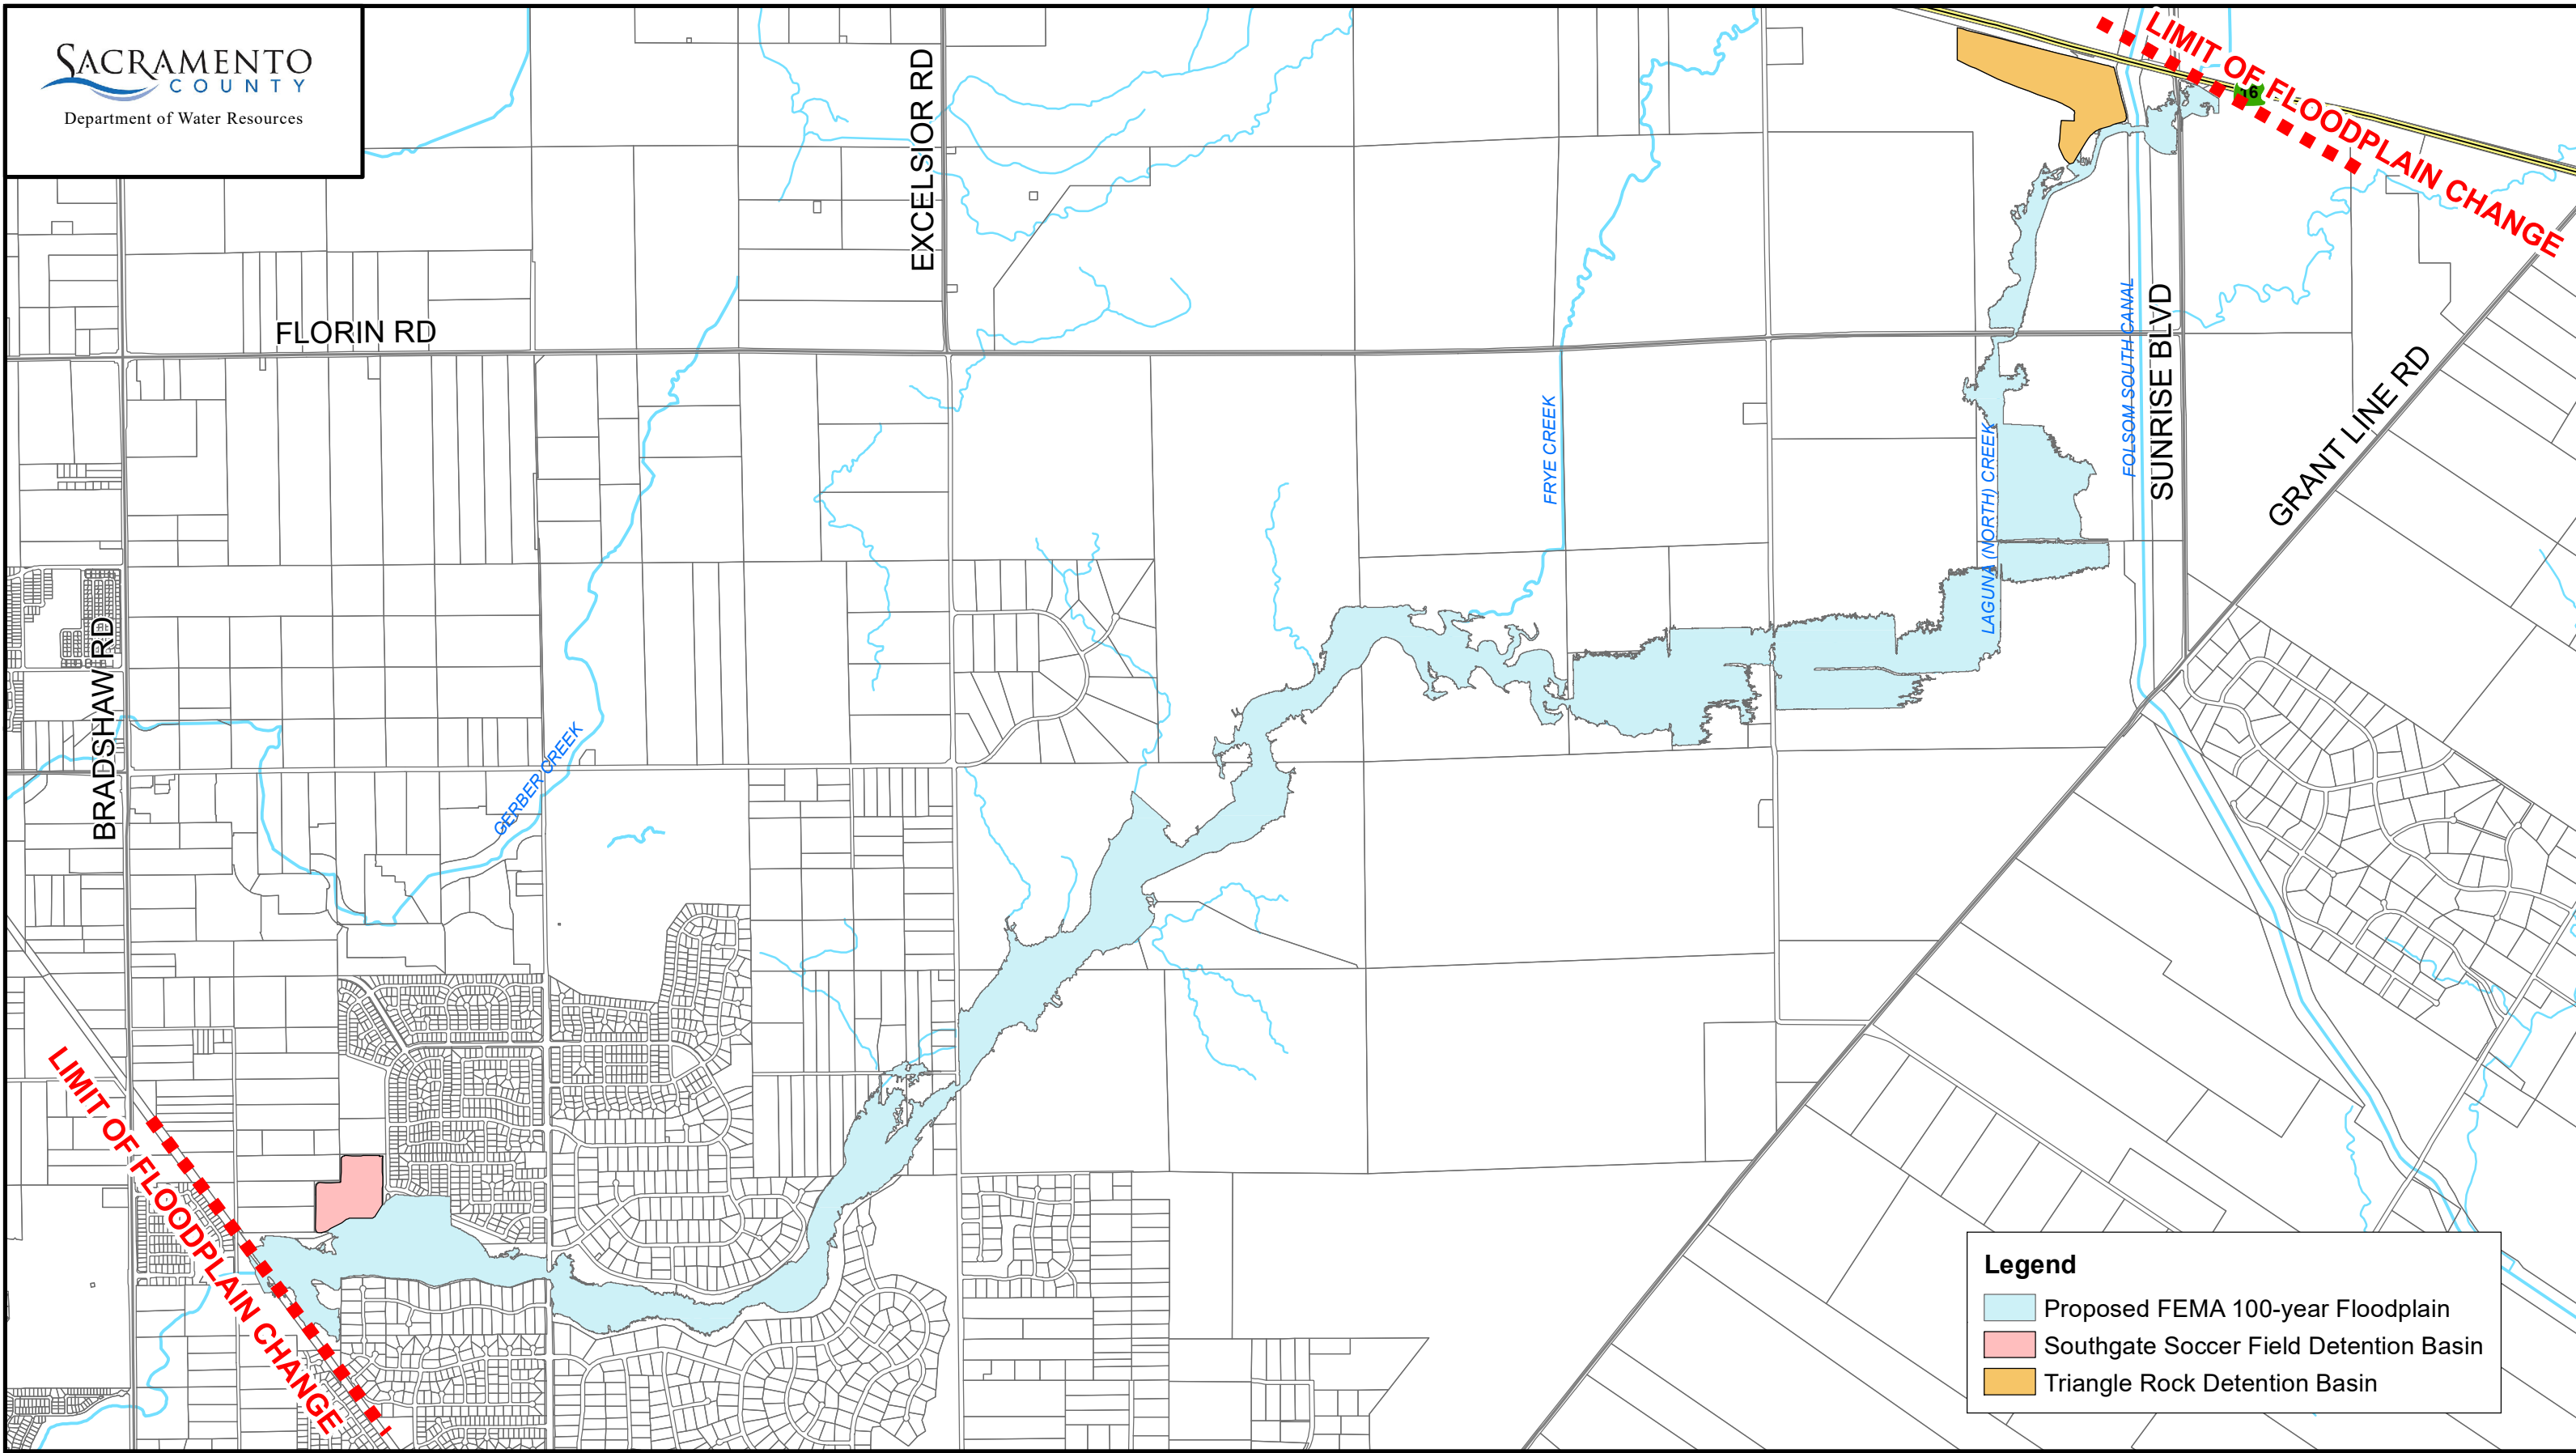 SACRAMENTO
COUNTY
Department of Water Resources
LIMIT OF FLOODPLAIN CHANGE
16
EXCELSIOR RD
FLORIN RD
FOLSOM SOUTH CANAL
SUNRISE BLVD
GRANT LINE RD
FRYE CREEK
LAGUNA (NORTH) CREEK
BRADSHAW RD
GERBER CREEK
LIMIT OF FLOODPLAIN CHANGE
Legend
Proposed FEMA 100-year Floodplain
Southgate Soccer Field Detention Basin
Triangle Rock Detention Basin